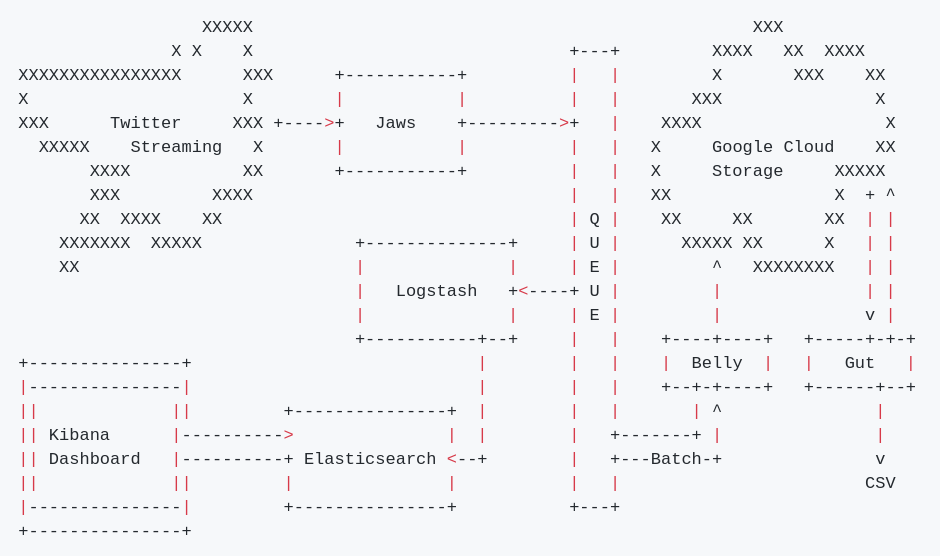 XXXXX                                                 XXX
               X X    X                               +---+         XXXX   XX  XXXX
XXXXXXXXXXXXXXXX      XXX      +-----------+          |   |         X       XXX    XX
X                     X        |           |          |   |       XXX               X
XXX      Twitter     XXX +---->+   Jaws    +--------->+   |    XXXX                  X
  XXXXX    Streaming   X       |           |          |   |   X     Google Cloud    XX
       XXXX           XX       +-----------+          |   |   X     Storage     XXXXX
       XXX         XXXX                               |   |   XX                X  + ^
      XX  XXXX    XX                                  | Q |    XX     XX       XX  | |
    XXXXXXX  XXXXX               +--------------+     | U |      XXXXX XX      X   | |
    XX                           |              |     | E |         ^   XXXXXXXX   | |
                                 |   Logstash   +<----+ U |         |              | |
                                 |              |     | E |         |              v |
                                 +-----------+--+     |   |    +----+----+   +-----+-+-+
+---------------+                            |        |   |    |  Belly  |   |   Gut   |
|---------------|                            |        |   |    +--+-+----+   +------+--+
||             ||         +---------------+  |        |   |       | ^               |
|| Kibana      |---------->               |  |        |   +-------+ |               |
|| Dashboard   |----------+ Elasticsearch <--+        |   +---Batch-+               v
||             ||         |               |           |   |                        CSV
|---------------|         +---------------+           +---+
+---------------+